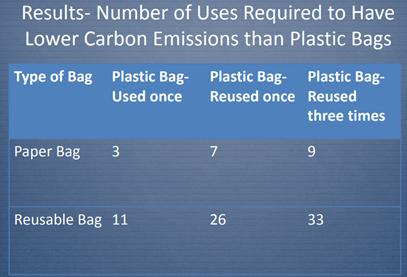 Results- Number of Uses Required to Have
Lower Carbon Emissions than Plastic Bags
Type of Bag Plastic Bag- Plastic Bag- Plastic Bag-
Used once Reused once Reused
three times
Paper Bag 3 7 9
Reusable Bag 11 26 33